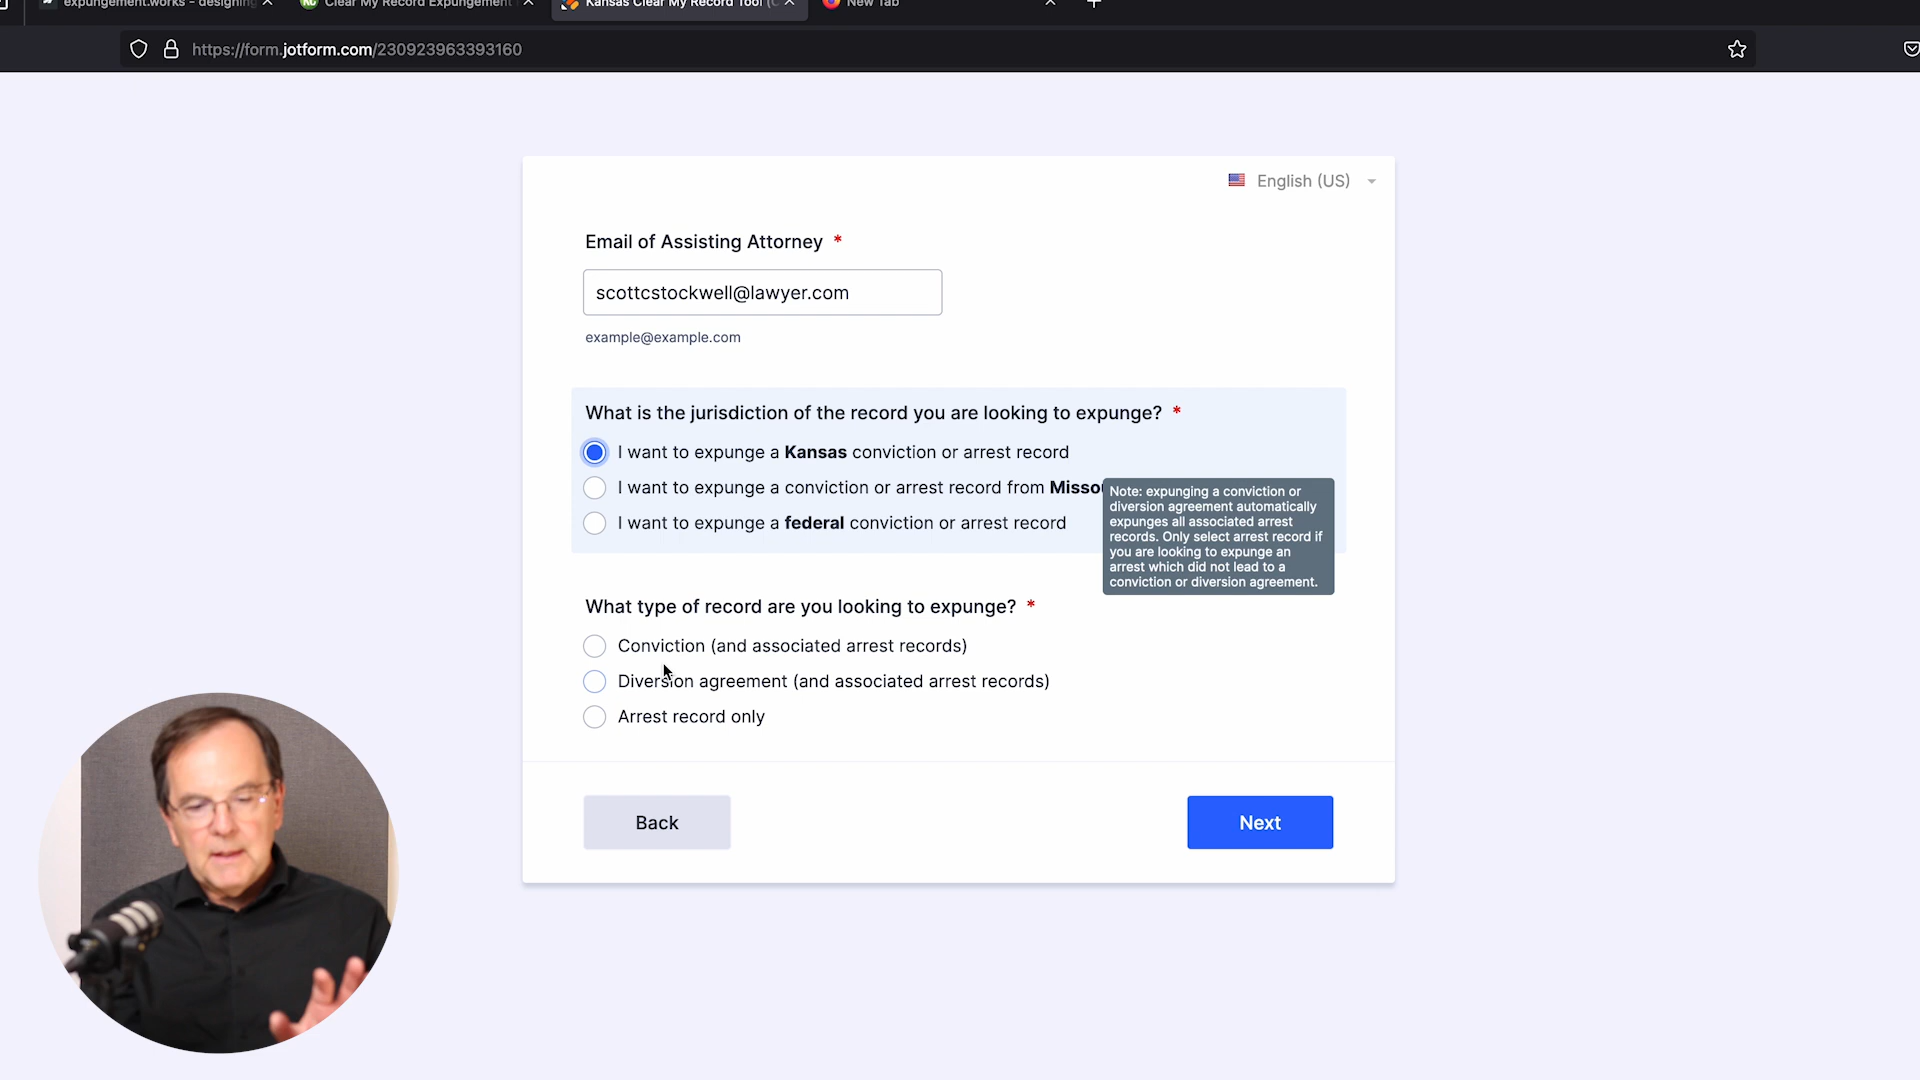 expungement.works - designing
Clear My Record Expungement
Kansas Clear My Record Tool (C
New Tab
https://form.jotform.com/230923963393160
English (US)
Email of Assisting Attorney *
scottcstockwell@lawyer.com
example@example.com
What is the jurisdiction of the record you are looking to expunge? *
I want to expunge a Kansas conviction or arrest record
I want to expunge a conviction or arrest record from
I want to expunge a federal conviction or arrest record
Note: expunging a conviction or
diversion agreement automatically
expunges all associated arrest
records. Only select arrest record if
you are looking to expunge an
arrest which did not lead to a
conviction or diversion agreement.
What type of record are you looking to expunge? *
Conviction (and associated arrest records)
Diversion agreement (and associated arrest records)
Arrest record only
Back
Next